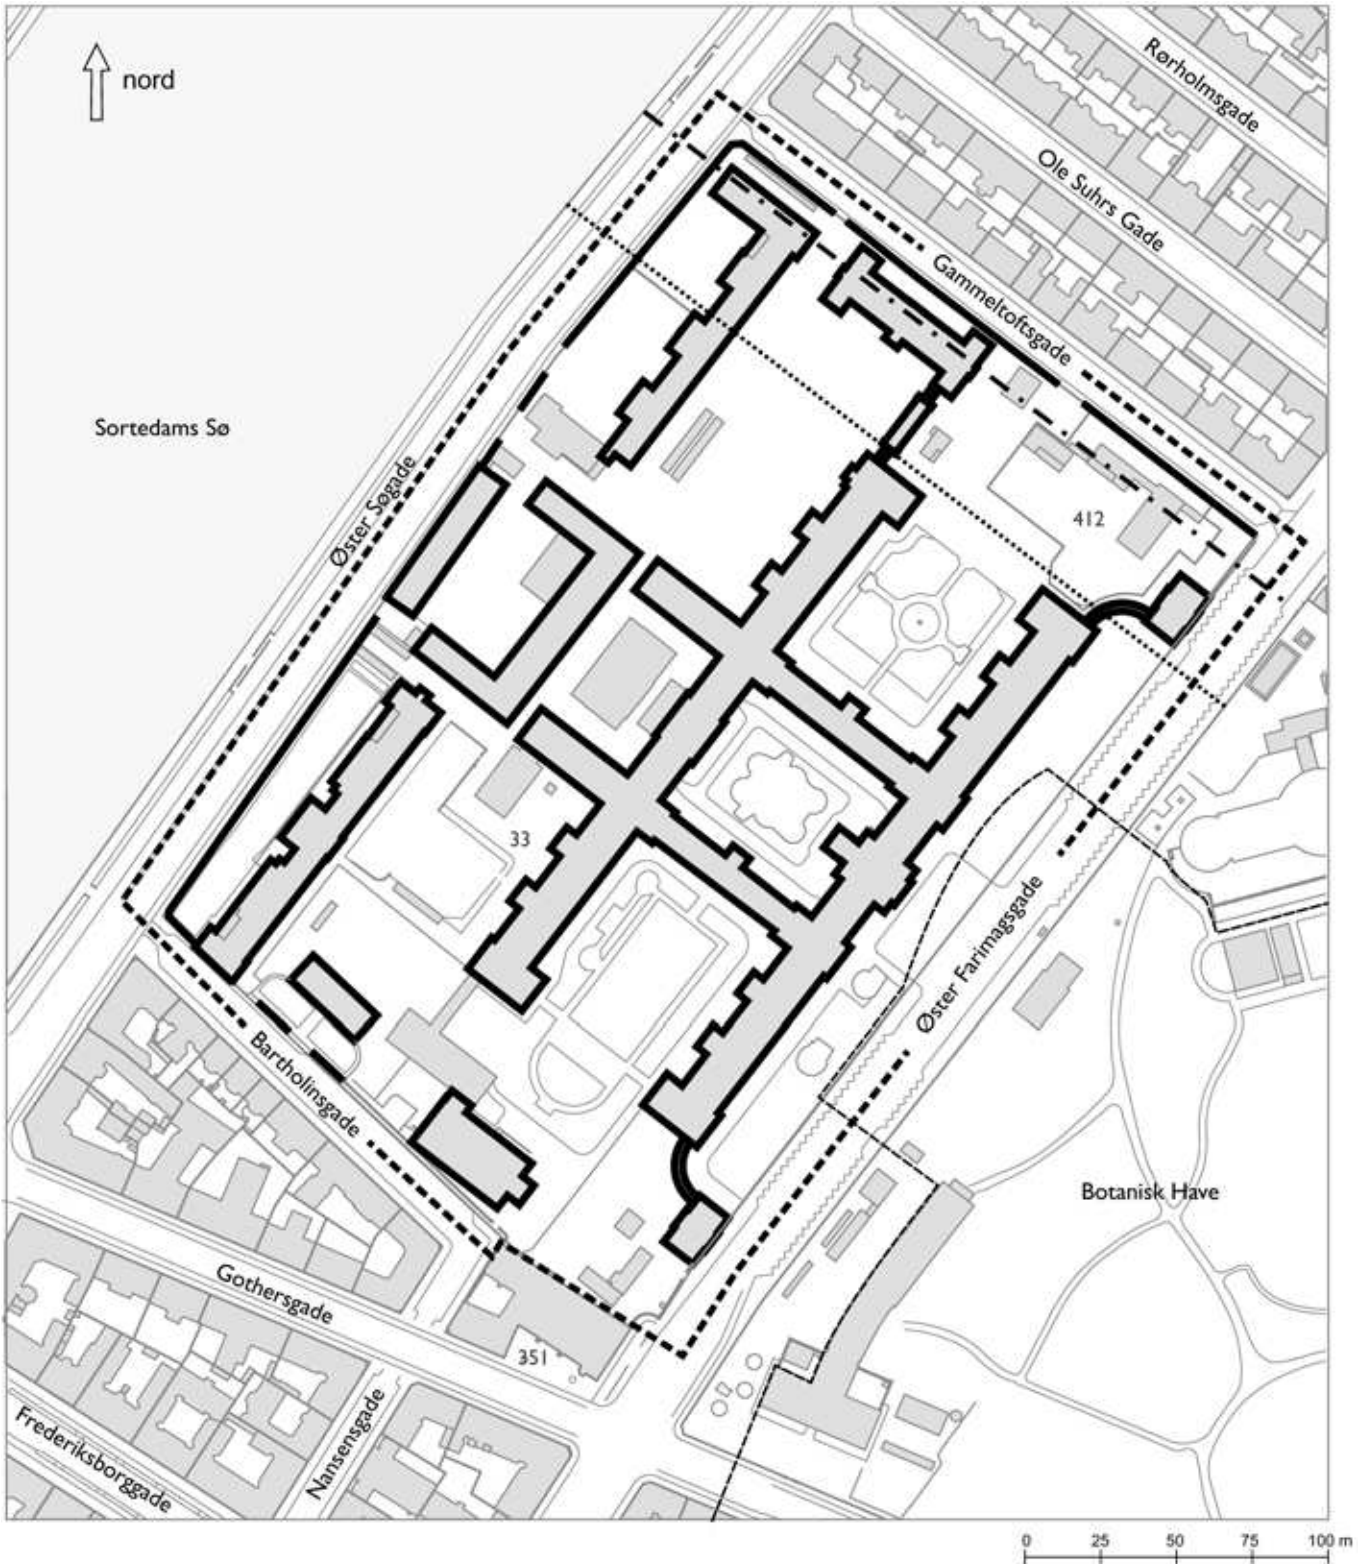 nord
Rørholmsgade
Ole Suhrs Gade
Gammeltoftsgade
Sortedams Sø
Øster Søgade
412
33
Øster Farimagsgade
Bartholinsgade
Botanisk Have
Gothersgade
351
Nansensgade
Frederiksborggade
0 25 50 75 100 m